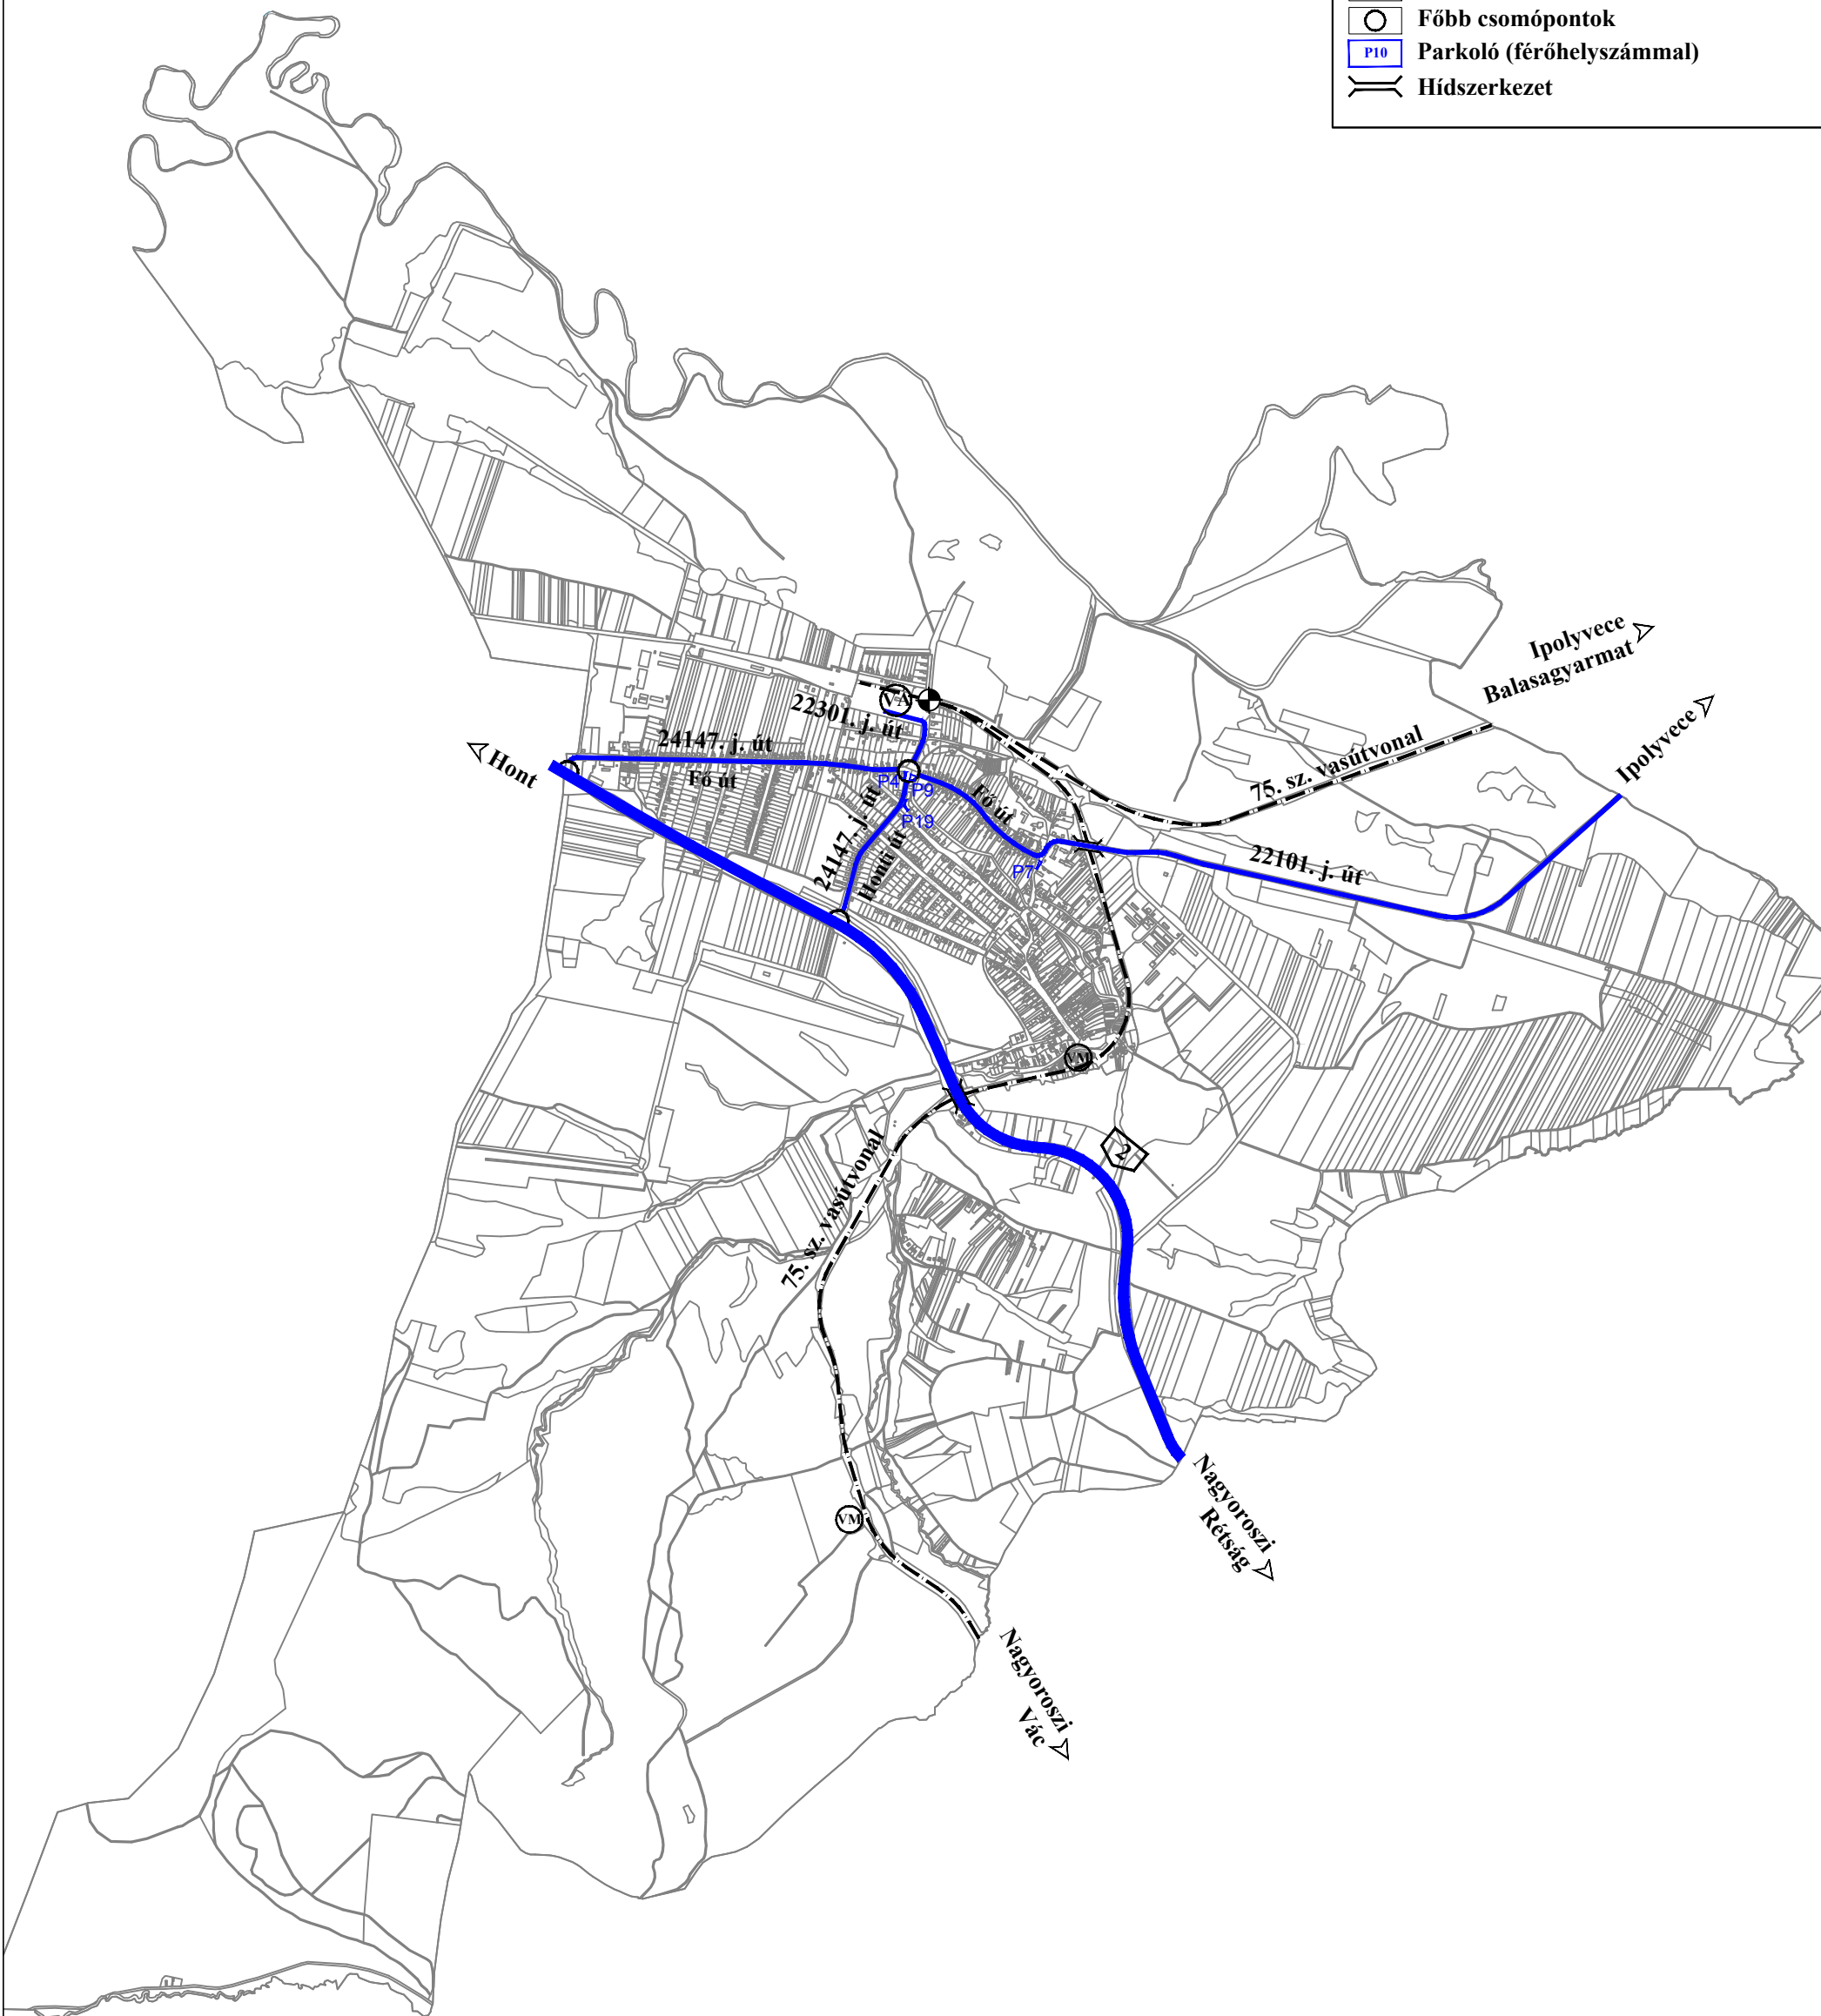 Főbb csomópontok
P10 Parkoló (férőhelyszámmal)
Hídszerkezet
Ipolyvece
Balasagyarmat
Ipolyvece
VÁ
22301. j. út
24147. j. út
Hont
Fő út
P4
P9
P19
Fő út
75. sz. vasútvonal
24147. j. út
Honti út
P7
22101. j. út
VM
2
75. sz. vasútvonal
Nagyoroszi
Rétság
VM
Nagyoroszi
Vác